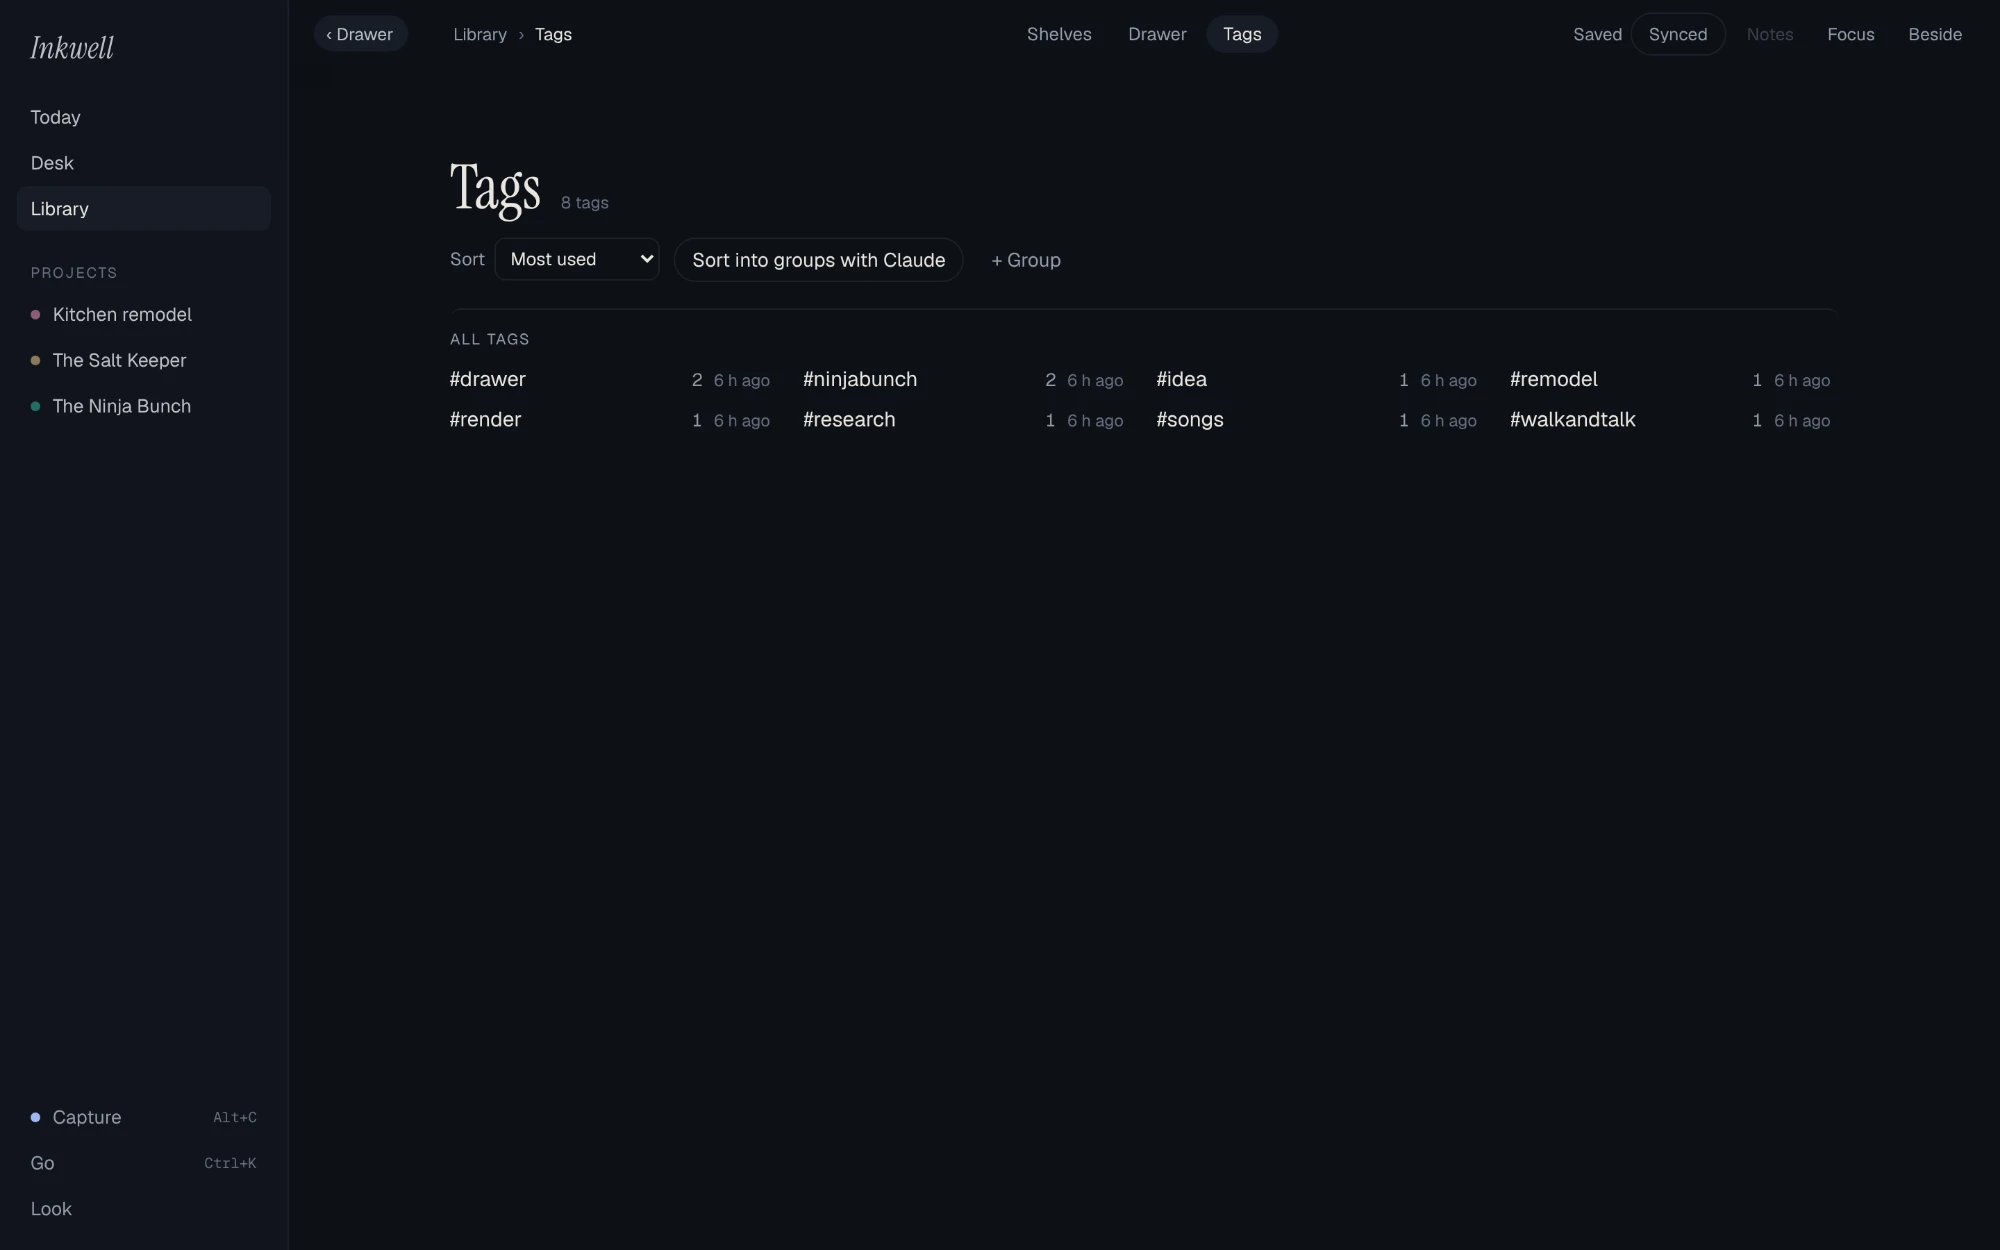 Inkwell
Today
Desk
Library
PROJECTS
Kitchen remodel
The Salt Keeper
The Ninja Bunch
Capture Alt+C
Go Ctrl+K
Look
‹ Drawer Library › Tags Shelves Drawer Tags Saved Synced Notes Focus Beside
Tags 8 tags
Sort Most used Sort into groups with Claude + Group
ALL TAGS
#drawer 2 6 h ago #ninjabunch 2 6 h ago #idea 1 6 h ago #remodel 1 6 h ago
#render 1 6 h ago #research 1 6 h ago #songs 1 6 h ago #walkandtalk 1 6 h ago